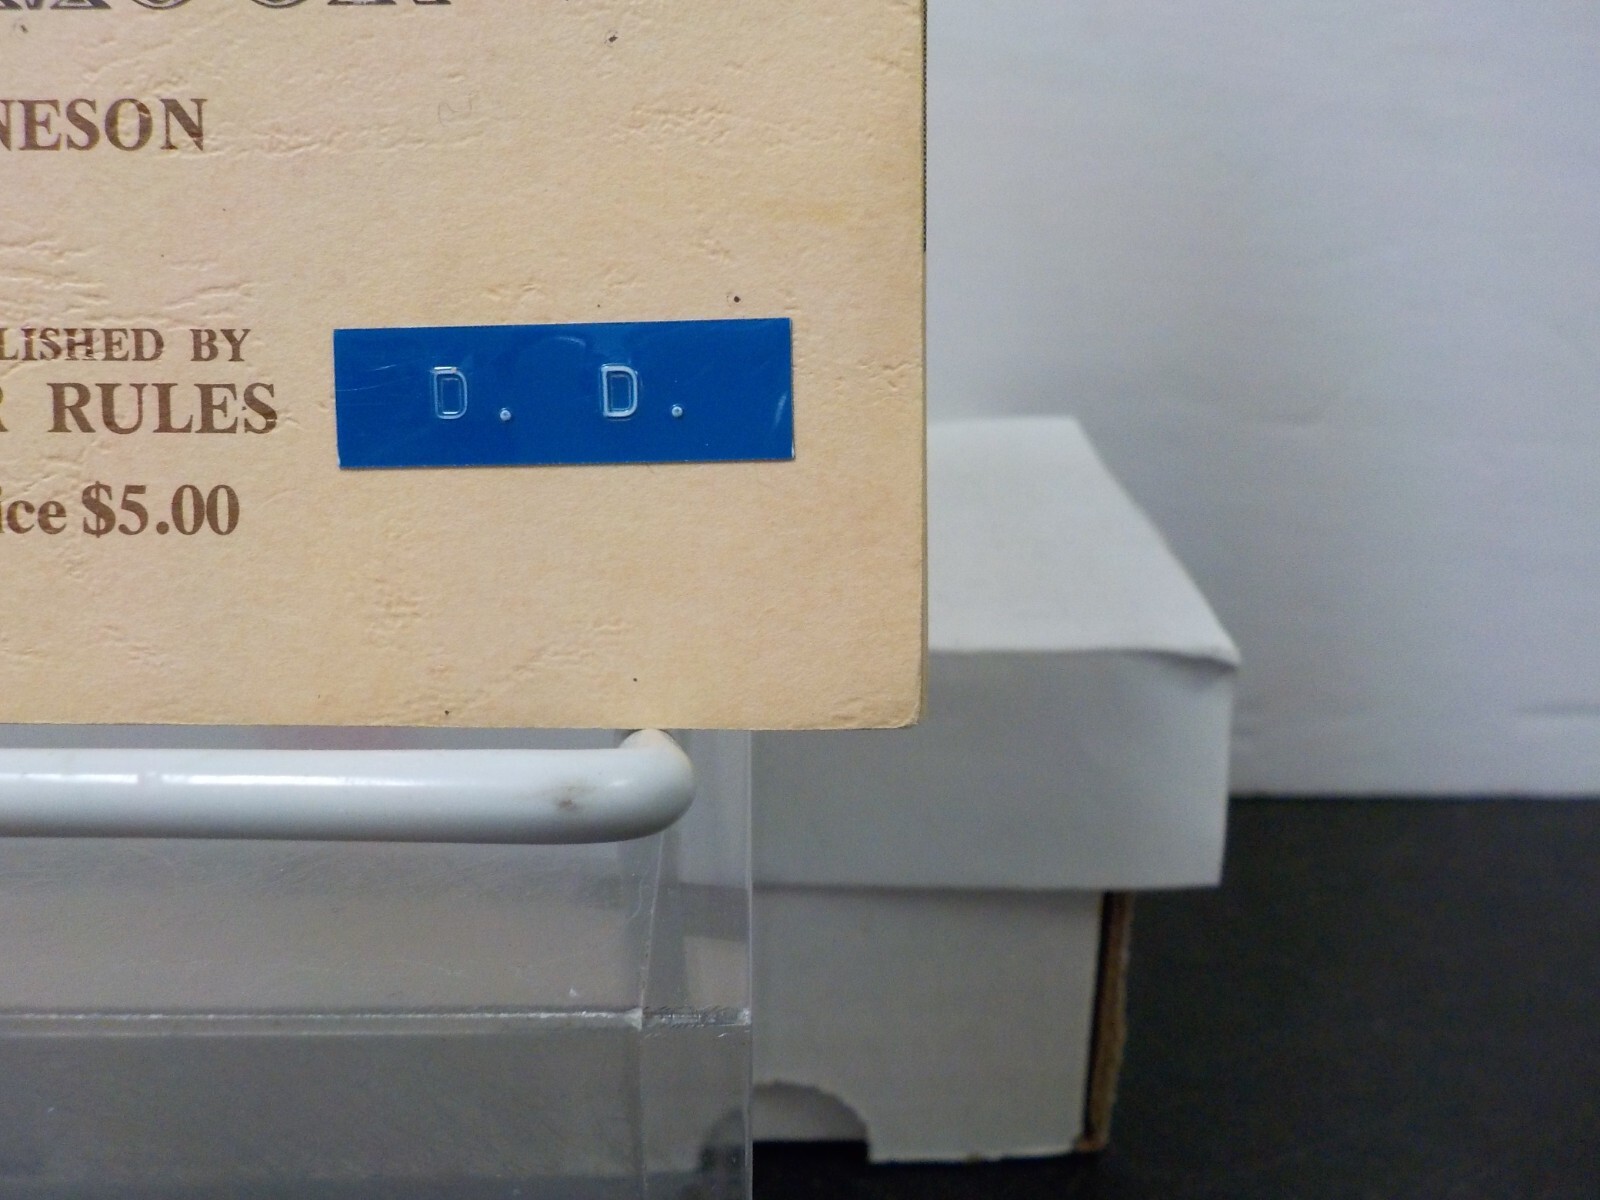 NESON
LISHED BY
R RULES
ice $5.00
D. D.